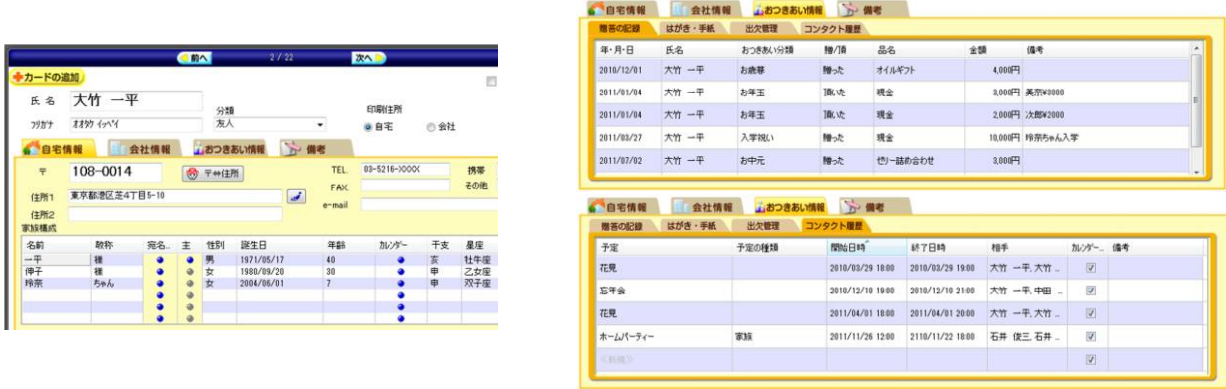 前へ 2 / 22 次へ
カードの追加
氏 名 大竹 一平
フリガナ オオタケ イッペイ
分類
友人
印刷住所
自宅 会社
自宅情報 会社情報 おつきあい情報 備考
〒 108-0014 〒⇔住所 TEL 03-5216-XXXX 携帯
FAX その他
住所1 東京都港区芝4丁目5-10 e-mail
住所2
家族構成
名前 敬称 宛名.. 主 性別 誕生日 年齢 カレンダー 干支 星座
一平 様 男 1971/05/17 40 亥 牡牛座
伸子 様 女 1980/09/20 30 申 乙女座
玲奈 ちゃん 女 2004/06/01 7 申 双子座
自宅情報 会社情報 おつきあい情報 備考
贈答の記録 はがき・手紙 出欠管理 コンタクト履歴
年・月・日 氏名 おつきあい分類 贈/頂 品名 金額 備考
2010/12/01 大竹 一平 お歳暮 贈った オイルギフト 4,000円
2011/01/04 大竹 一平 お年玉 頂いた 現金 3,000円 美奈¥3000
2011/01/04 大竹 一平 お年玉 頂いた 現金 2,000円 次郎¥2000
2011/03/27 大竹 一平 入学祝い 贈った 現金 10,000円 玲奈ちゃん入学
2011/07/02 大竹 一平 お中元 贈った ゼリー詰め合わせ 3,000円
自宅情報 会社情報 おつきあい情報 備考
贈答の記録 はがき・手紙 出欠管理 コンタクト履歴
予定 予定の種類 開始日時 終了日時 相手 カレンダー.. 備考
花見 2010/03/29 18:00 2010/03/29 19:00 大竹 一平, 大竹 ..
忘年会 2010/12/10 19:00 2010/12/10 21:00 大竹 一平, 中田 ..
花見 2011/04/01 18:00 2011/04/01 20:00 大竹 一平, 大竹 ..
ホームパーティー 家族 2011/11/26 12:00 2110/11/22 18:00 石井 俊三, 石井 ..
<新規>